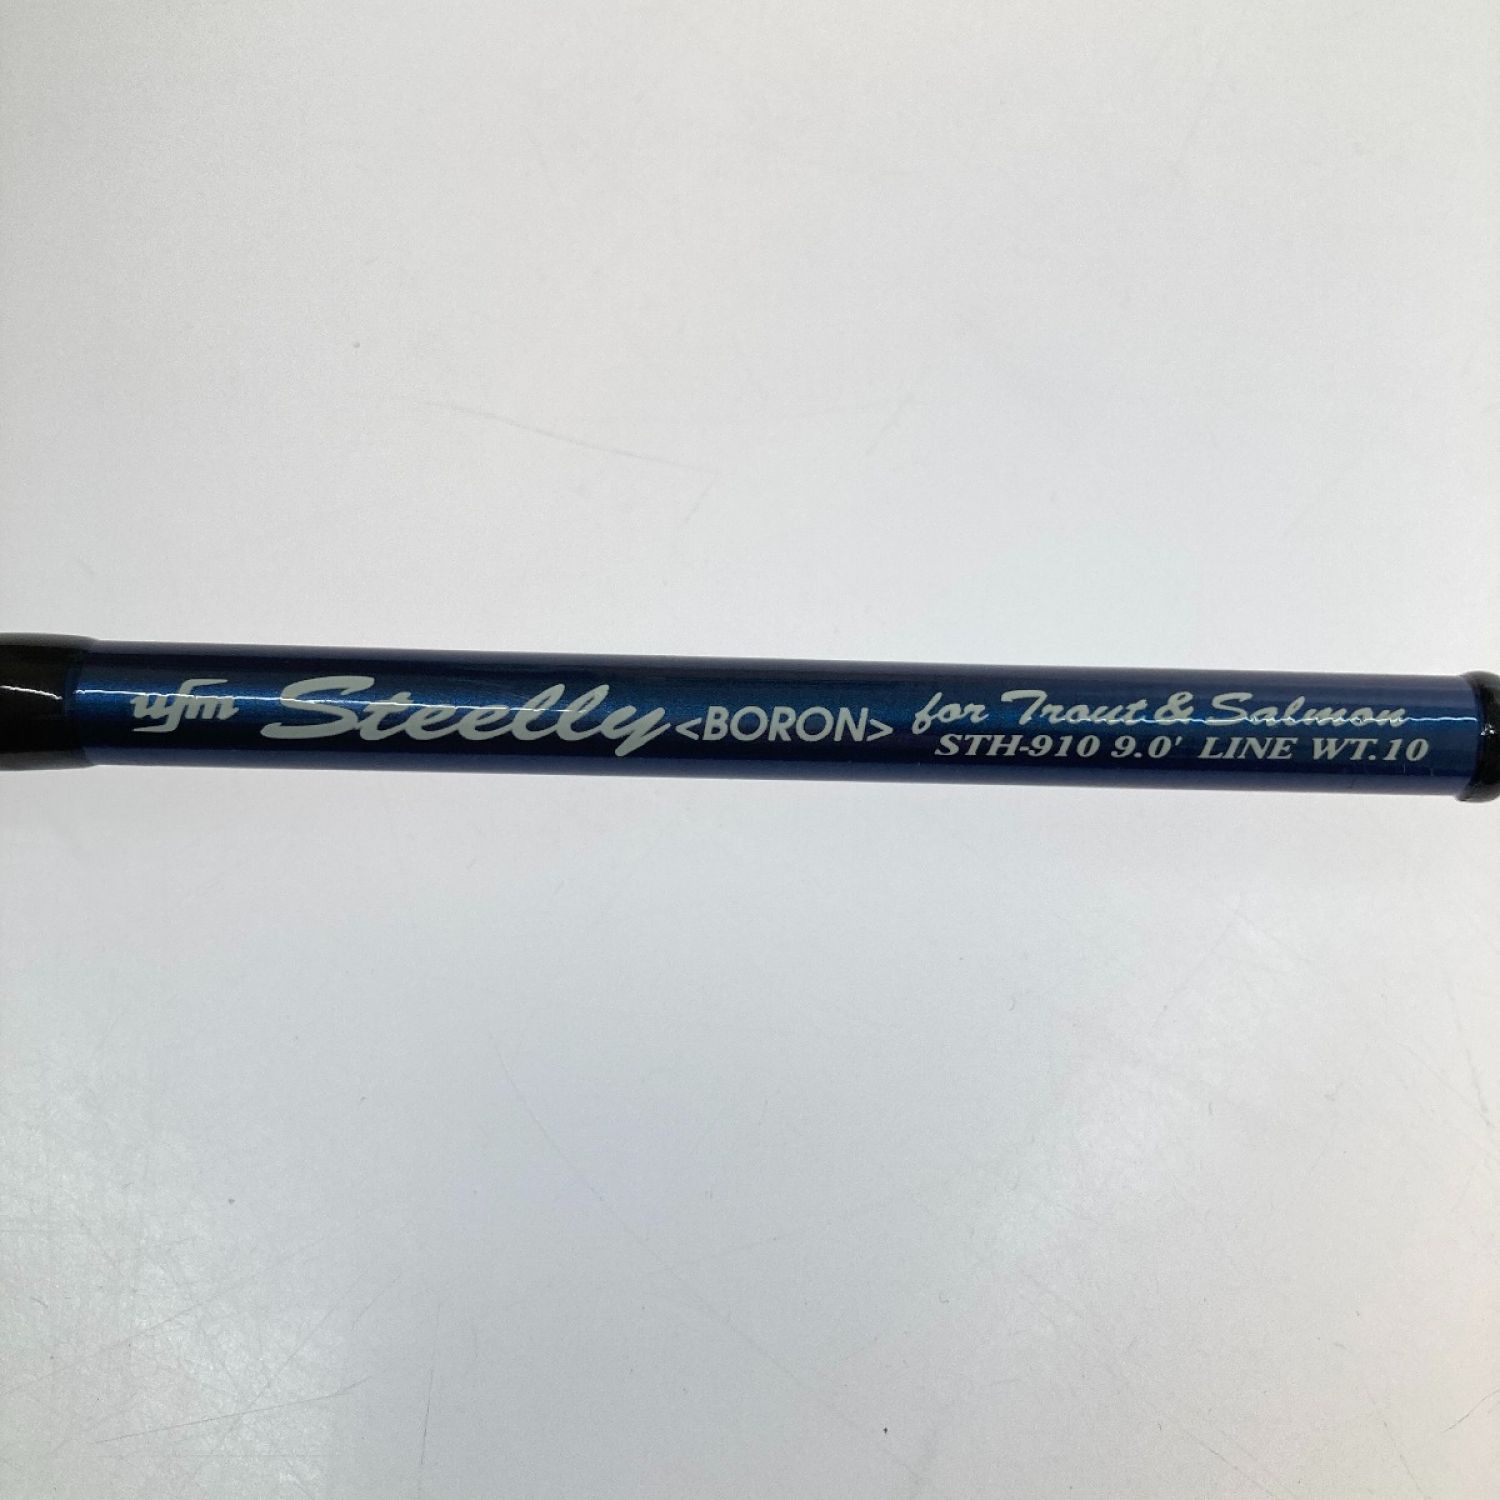 ufm Steelly <BORON> for Trout & Salmon
STH-910 9.0' LINE WT.10